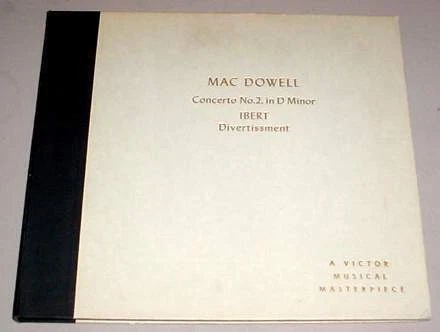 MAC DOWELL
Concerto No.2, in D Minor
IBERT
Divertissment
A VICTOR
MUSICAL
MASTERPIECE